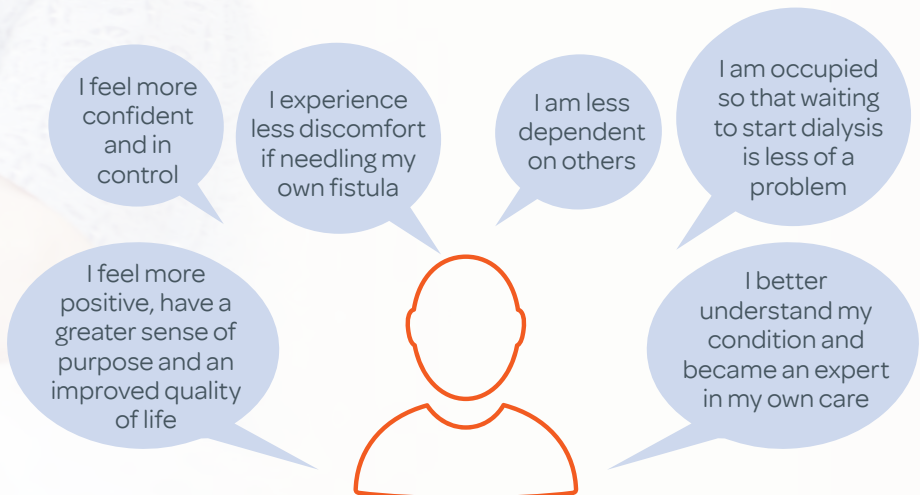 I feel more
confident
and in
control
I experience
less discomfort
if needling my
own fistula
I am less
dependent
on others
I am occupied
so that waiting
to start dialysis
is less of a
problem
I feel more
positive, have a
greater sense of
purpose and an
improved quality
of life
I better
understand my
condition and
became an expert
in my own care